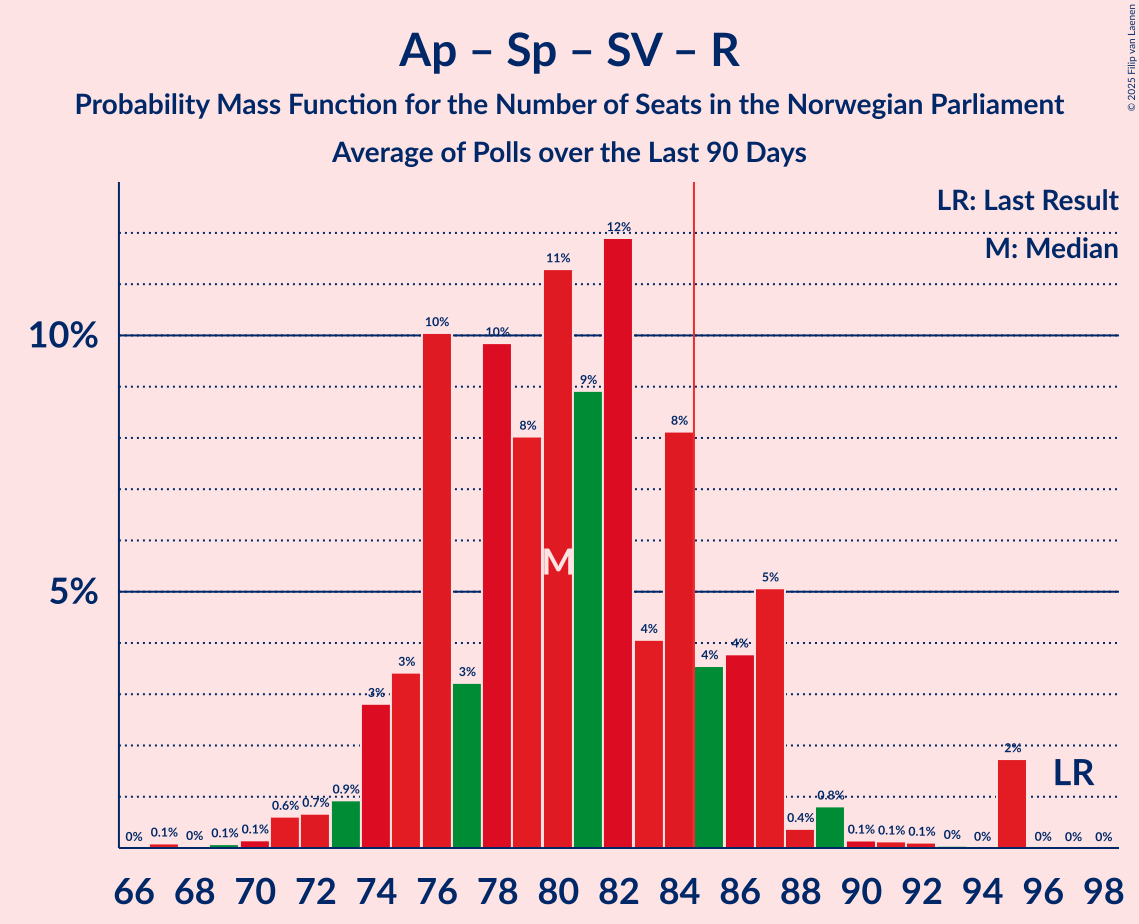 Ap – Sp – SV – R
Probability Mass Function for the Number of Seats in the Norwegian Parliament
Average of Polls over the Last 90 Days
© 2025 Filip van Laenen
LR: Last Result
M: Median
12%
11%
10%
10%
10%
9%
8%
8%
M
5%
5%
4%
4%
4%
3%
3%
3%
2%
LR
0.9%
0.8%
0.6%
0.7%
0.4%
0% 0.1% 0% 0.1% 0.1%
0.1% 0.1% 0.1% 0% 0% 0% 0% 0%
66 68 70 72 74 76 78 80 82 84 86 88 90 92 94 96 98